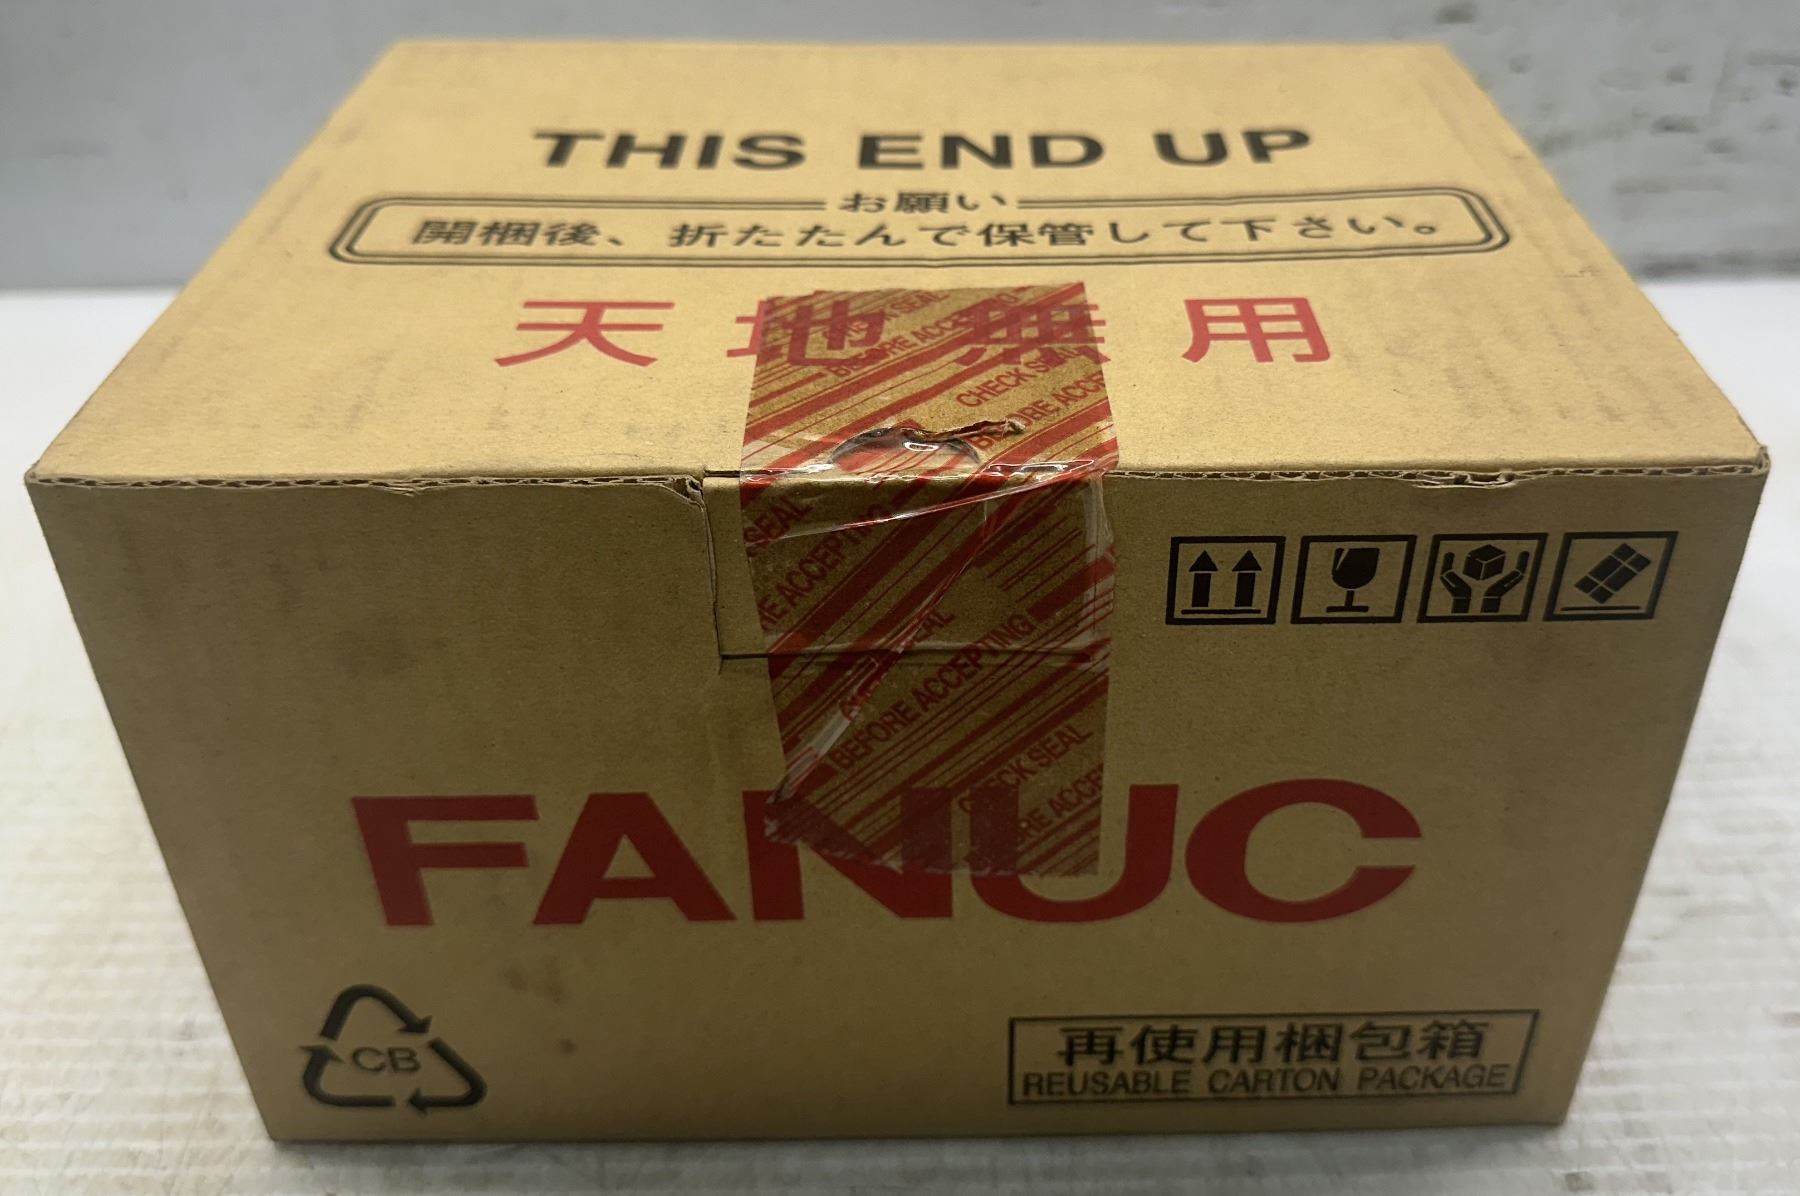 THIS END UP
お願い
開梱後、折たたんで保管して下さい。
天地無用
CHECK SEAL
BEFORE ACCEPTING
FANUC
CB
再使用梱包箱
REUSABLE CARTON PACKAGE